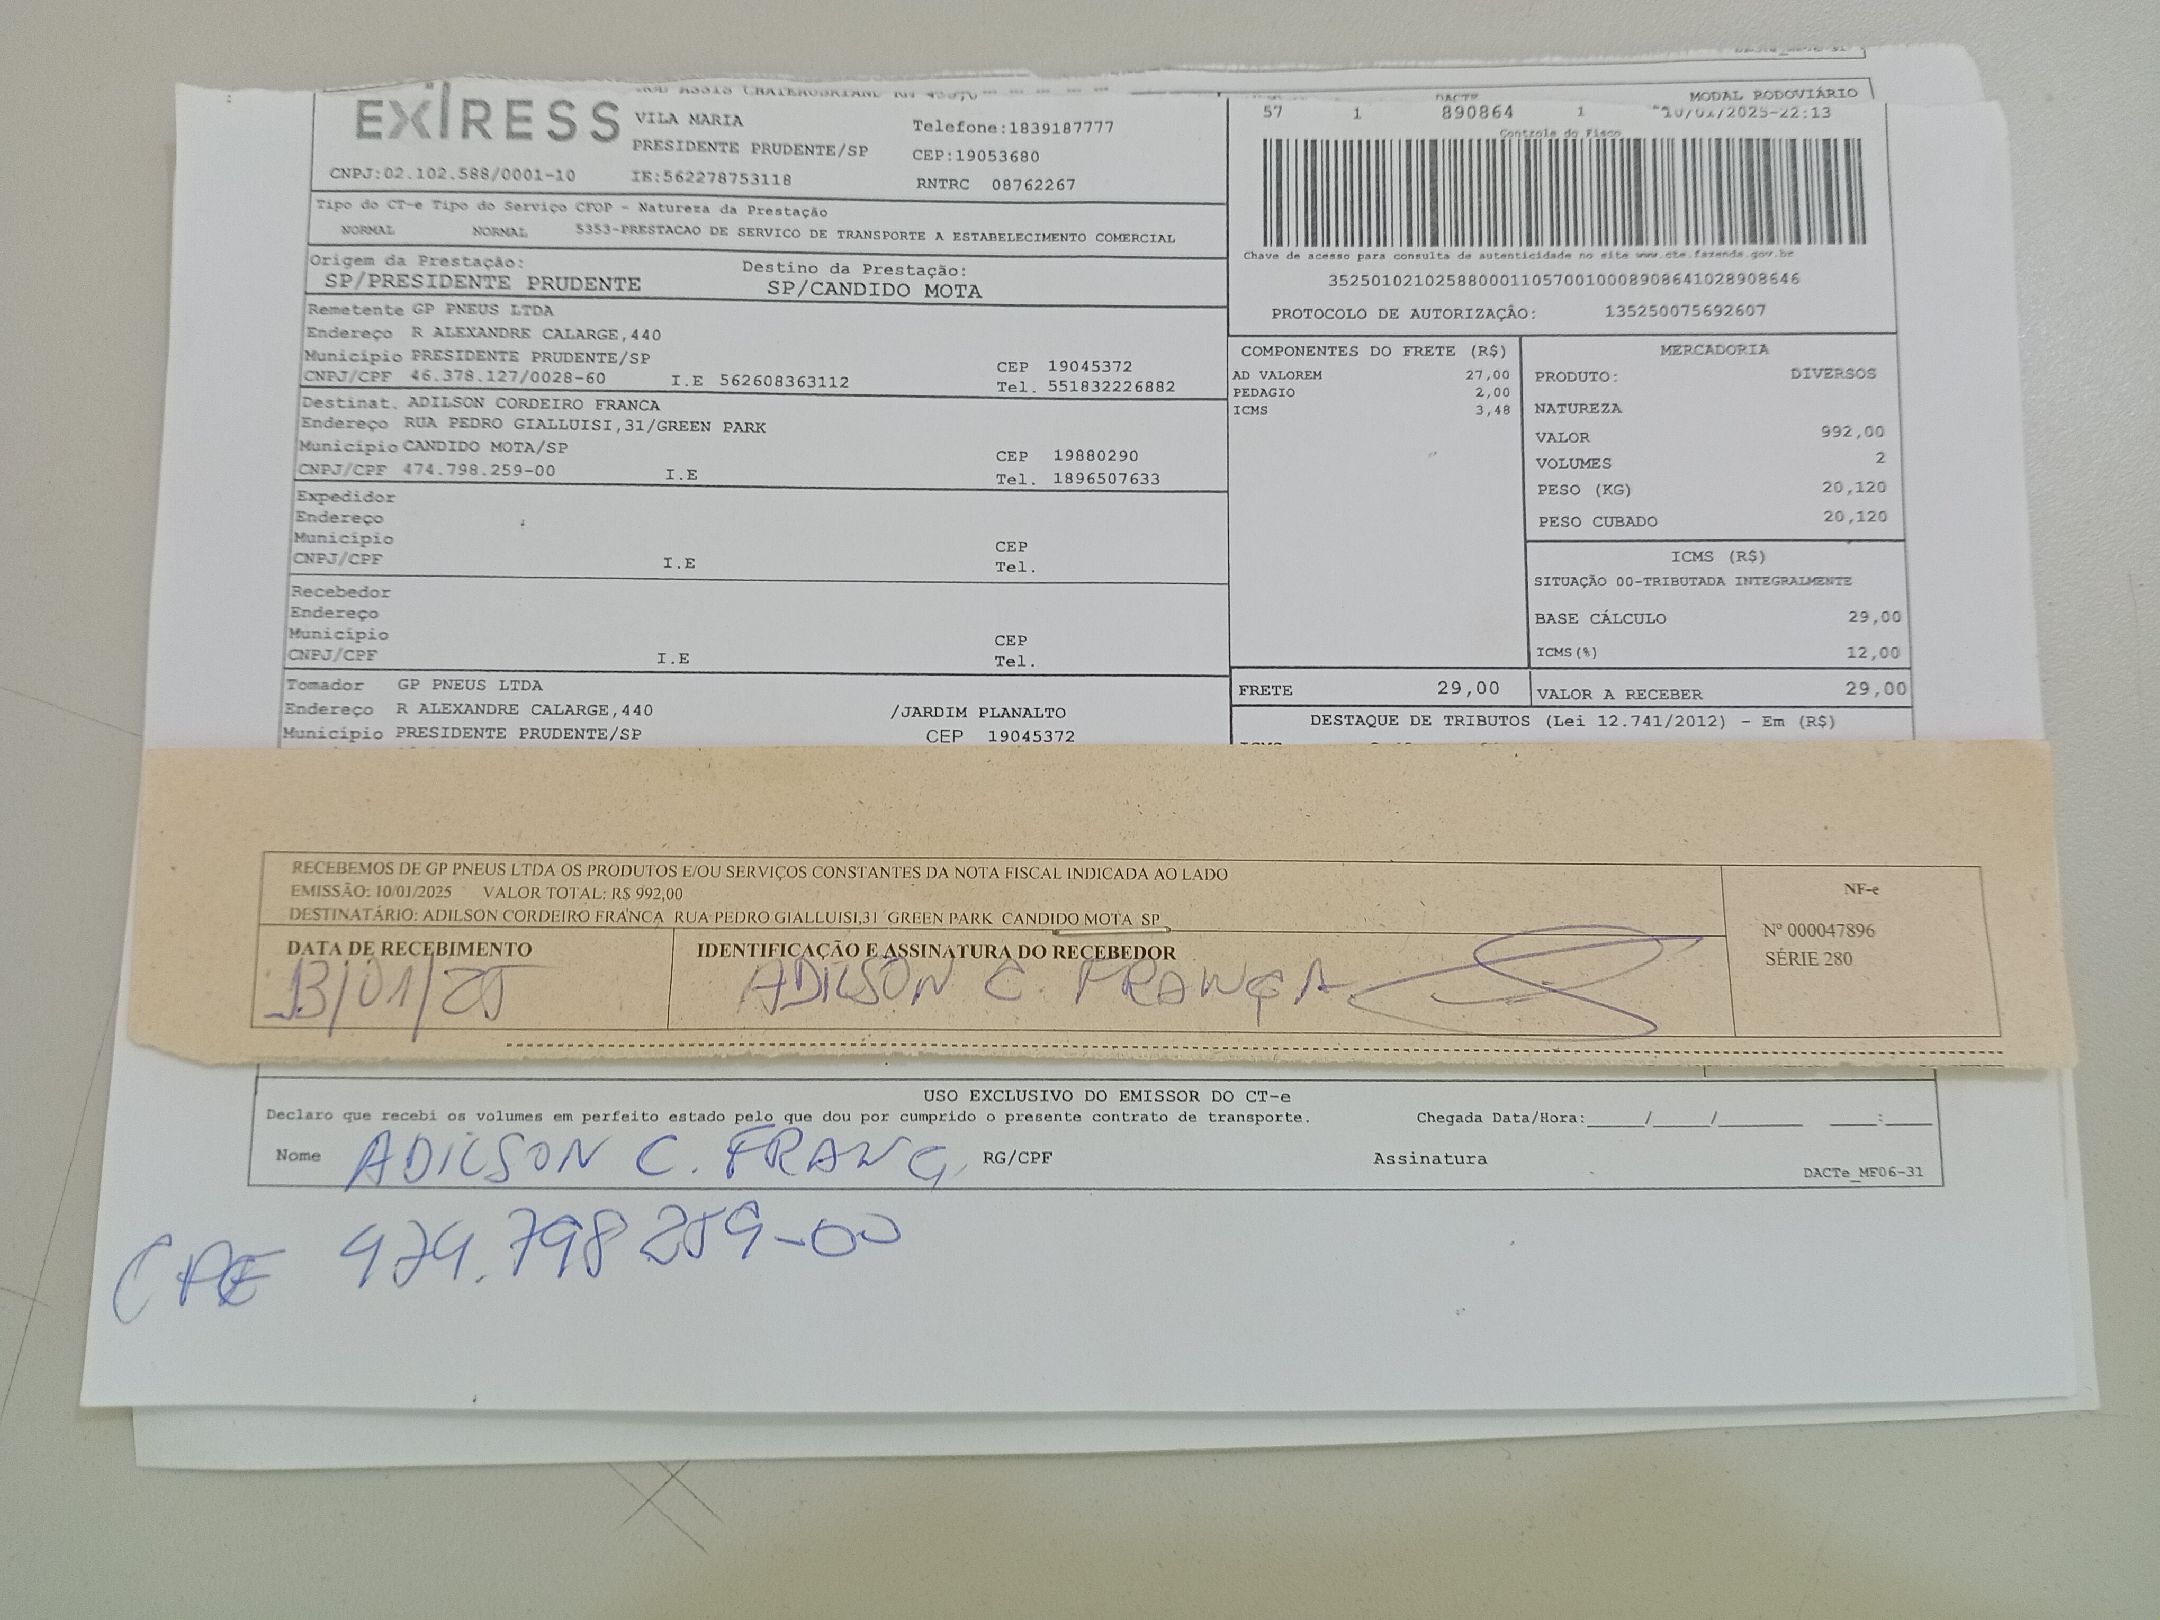 EXPRESS
VILA MARIA
PRESIDENTE PRUDENTE/SP
Telefone:1839187777
CEP:19053680
CNPJ:02.102.588/0001-10 IE:562278753118 RNTRC 08762267
MODAL RODOVIÁRIO
57 1 890864 1 10/01/2025-22:13
Controle do Fisco
Chave de acesso para consulta de autenticidade no site www.cte.fazenda.gov.br
35250102102588000110570010008908641028908646
PROTOCOLO DE AUTORIZAÇÃO: 135250075692607
Tipo do CT-e Tipo do Serviço CFOP - Natureza da Prestação
NORMAL NORMAL 5353-PRESTACAO DE SERVICO DE TRANSPORTE A ESTABELECIMENTO COMERCIAL
Origem da Prestação: Destino da Prestação:
SP/PRESIDENTE PRUDENTE SP/CANDIDO MOTA
Remetente GP PNEUS LTDA
Endereço R ALEXANDRE CALARGE,440
Município PRESIDENTE PRUDENTE/SP CEP 19045372
CNPJ/CPF 46.378.127/0028-60 I.E 562608363112 Tel. 551832226882
Destinat. ADILSON CORDEIRO FRANCA
Endereço RUA PEDRO GIALLUISI,31/GREEN PARK
Município CANDIDO MOTA/SP CEP 19880290
CNPJ/CPF 474.798.259-00 I.E Tel. 1896507633
Expedidor
Endereço
Município CEP
CNPJ/CPF I.E Tel.
Recebedor
Endereço
Município CEP
CNPJ/CPF I.E Tel.
Tomador GP PNEUS LTDA
Endereço R ALEXANDRE CALARGE,440 /JARDIM PLANALTO
Município PRESIDENTE PRUDENTE/SP CEP 19045372
COMPONENTES DO FRETE (R$)
AD VALOREM 27,00
PEDAGIO 2,00
ICMS 3,48
FRETE 29,00
MERCADORIA
PRODUTO: DIVERSOS
NATUREZA
VALOR 992,00
VOLUMES 2
PESO (KG) 20,120
PESO CUBADO 20,120
ICMS (R$)
SITUAÇÃO 00-TRIBUTADA INTEGRALMENTE
BASE CÁLCULO 29,00
ICMS(%) 12,00
VALOR A RECEBER 29,00
DESTAQUE DE TRIBUTOS (Lei 12.741/2012) - Em (R$)
RECEBEMOS DE GP PNEUS LTDA OS PRODUTOS E/OU SERVIÇOS CONSTANTES DA NOTA FISCAL INDICADA AO LADO
EMISSÃO: 10/01/2025 VALOR TOTAL: R$ 992,00
DESTINATÁRIO: ADILSON CORDEIRO FRANCA RUA PEDRO GIALLUISI,31 GREEN PARK CANDIDO MOTA SP
DATA DE RECEBIMENTO IDENTIFICAÇÃO E ASSINATURA DO RECEBEDOR
13/01/25 ADILSON C. FRANÇA
NF-e
Nº 000047896
SÉRIE 280
USO EXCLUSIVO DO EMISSOR DO CT-e
Declaro que recebi os volumes em perfeito estado pelo que dou por cumprido o presente contrato de transporte. Chegada Data/Hora:____/____/______ ____:____
Nome ADILSON C. FRANÇ RG/CPF Assinatura
DACTe_MF06-31
CPF 474.798259-00